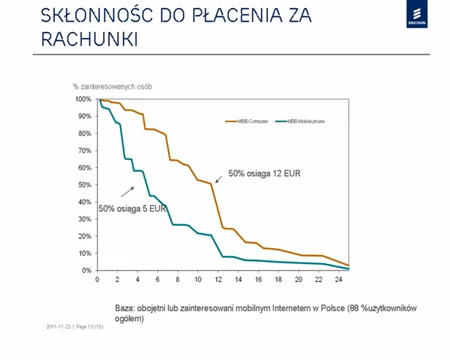 SKŁONNOŚC DO PŁACENIA ZA
RACHUNKI
ERICSSON
% zainteresowanych osób
100%
90%
80%
70%
60%
50%
40%
30%
20%
10%
0%
MBB-Computer
MBB-Mobile phone
50% osiąga 12 EUR
50% osiąga 5 EUR
0 2 4 6 8 10 12 14 16 18 20 22 24
Baza: obojętni lub zainteresowani mobilnym Internetem w Polsce (88 %użytkowników
ogółem)
2011-11-23 | Page 13 (15)